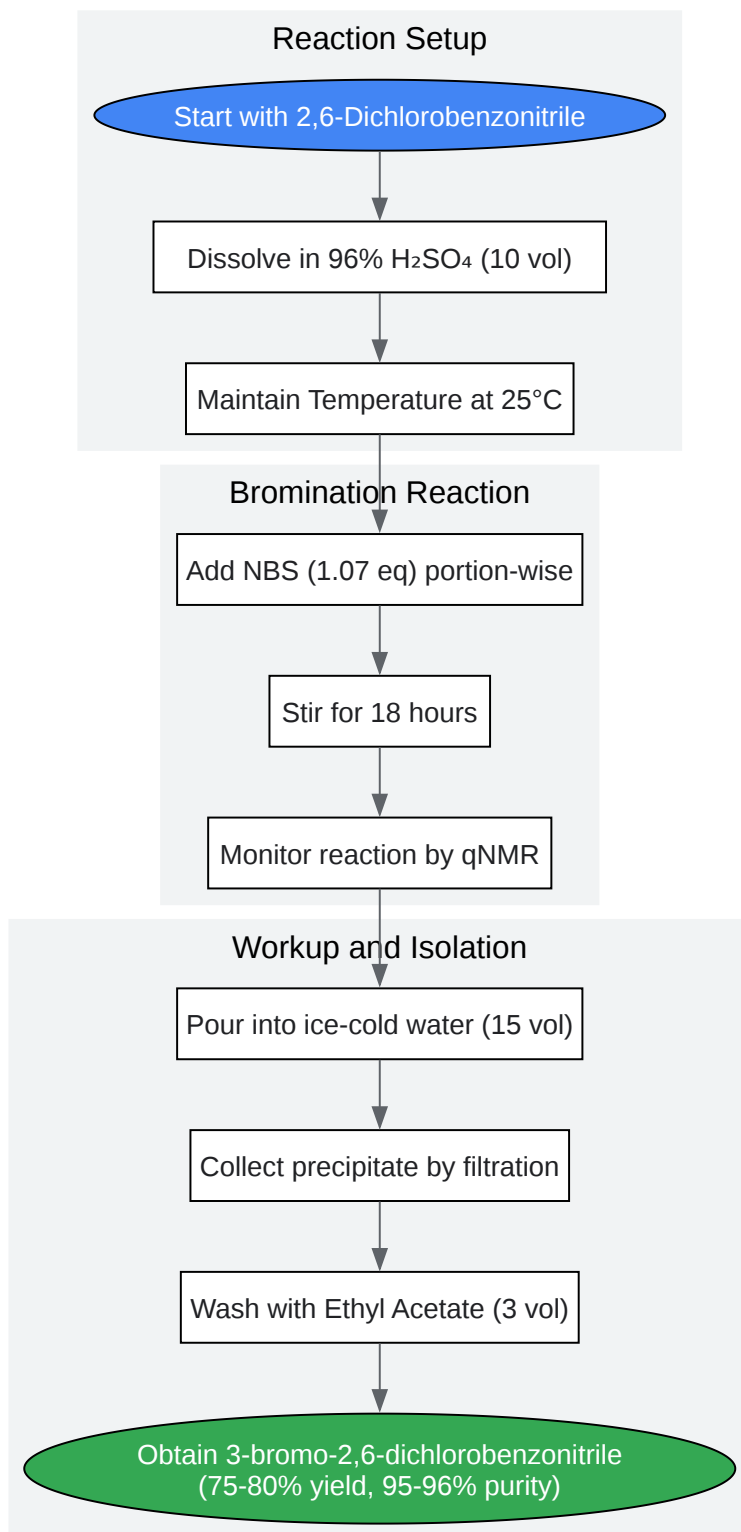 Reaction Setup
Start with 2,6-Dichlorobenzonitrile
Dissolve in 96% H₂SO₄ (10 vol)
Maintain Temperature at 25°C
Bromination Reaction
Add NBS (1.07 eq) portion-wise
Stir for 18 hours
Monitor reaction by qNMR
Workup and Isolation
Pour into ice-cold water (15 vol)
Collect precipitate by filtration
Wash with Ethyl Acetate (3 vol)
Obtain 3-bromo-2,6-dichlorobenzonitrile
(75-80% yield, 95-96% purity)